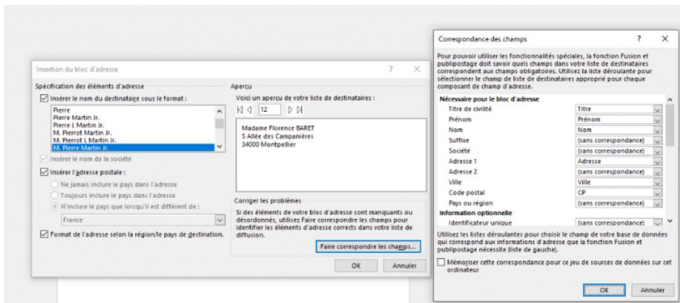 Insertion du bloc d'adresse
? X
Spécification des éléments d'adresse
Insérer le nom du destinataire sous le format :
Pierre
Pierre Martin Jr.
Pierre L Martin Jr.
M. Pierrot Martin Jr.
M. Pierrot L Martin Jr.
M. Pierre Martin Jr.
Insérer le nom de la société
Insérer l'adresse postale :
Ne jamais inclure le pays dans l'adresse
Toujours inclure le pays dans l'adresse
N'inclure le pays que lorsqu'il est différent de :
France
Format de l'adresse selon la région/le pays de destination.
Aperçu
Voici un aperçu de votre liste de destinataires :
12
Madame Florence BARET
5 Allée des Campanières
34000 Montpellier
Corriger les problèmes
Si des éléments de votre bloc d'adresse sont manquants ou
désordonnés, utilisez Faire correspondre les champs pour
identifier les éléments d'adresse corrects dans votre liste de
diffusion.
Faire correspondre les champs...
OK
Annuler
Correspondance des champs
? X
Pour pouvoir utiliser les fonctionnalités spéciales, la fonction Fusion et
publipostage doit savoir quels champs dans votre liste de destinataires
correspondent aux champs obligatoires. Utilisez la liste déroulante pour
sélectionner le champ de liste de destinataires approprié pour chaque
composant de champ d'adresse.
Nécessaire pour le bloc d'adresse
Titre de civilité Titre
Prénom Prénom
Nom Nom
Suffixe (sans correspondance)
Société (sans correspondance)
Adresse 1 Adresse
Adresse 2 (sans correspondance)
Ville Ville
Code postal CP
Pays ou région (sans correspondance)
Information optionnelle
Identificateur unique (sans correspondance)
Utilisez les listes déroulantes pour choisir le champ de votre base de données
qui correspond aux informations d'adresse que la fonction Fusion et
publipostage nécessite (liste de gauche).
Mémoriser cette correspondance pour ce jeu de sources de données sur cet
ordinateur
OK
Annuler